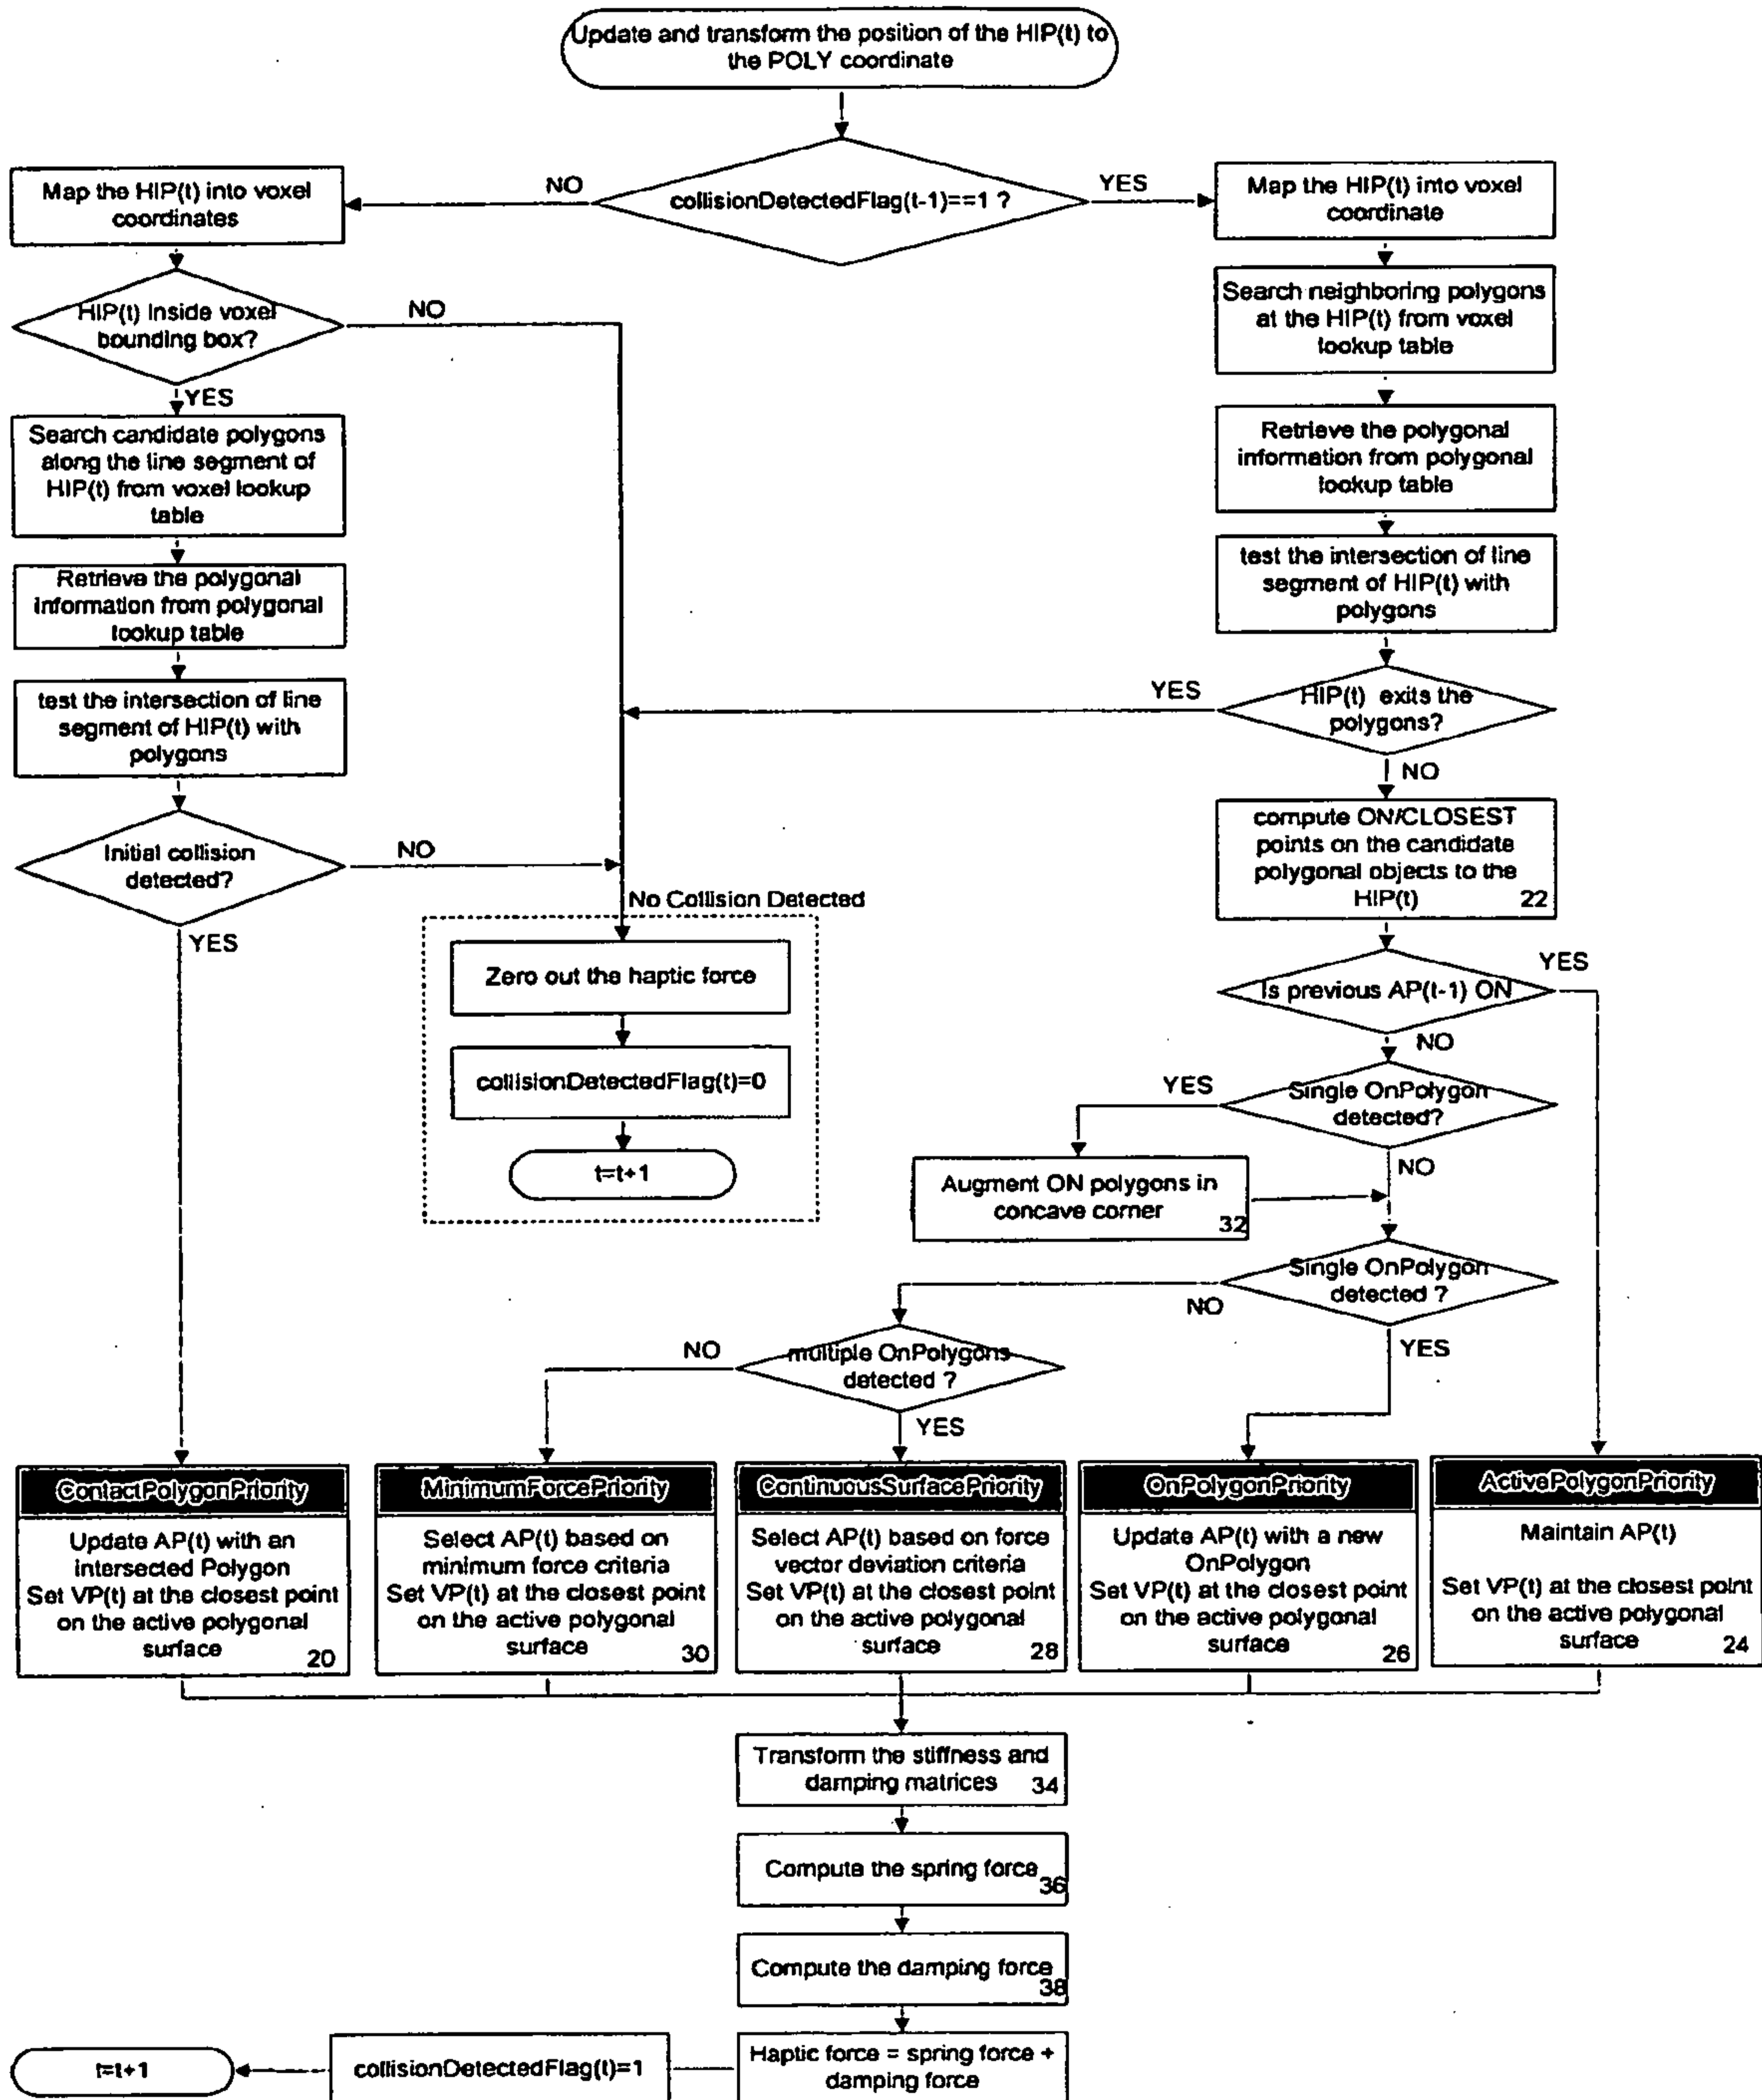 Update and transform the position of the HIP(t) to
the POLY coordinate
collisionDetectedFlag(t-1)==1 ?
NO
YES
Map the HIP(t) into voxel
coordinates
HIP(t) Inside voxel
bounding box?
NO
YES
Search candidate polygons
along the line segment of
HIP(t) from voxel lookup
table
Retrieve the polygonal
information from polygonal
lookup table
test the intersection of line
segment of HIP(t) with
polygons
Initial collision
detected?
NO
YES
No Collision Detected
Zero out the haptic force
collisionDetectedFlag(t)=0
t=t+1
Map the HIP(t) into voxel
coordinate
Search neighboring polygons
at the HIP(t) from voxel
lookup table
Retrieve the polygonal
information from polygonal
lookup table
test the intersection of line
segment of HIP(t) with
polygons
HIP(t) exits the
polygons?
YES
NO
compute ON/CLOSEST
points on the candidate
polygonal objects to the
HIP(t) 22
Is previous AP(t-1) ON
YES
NO
Single OnPolygon
detected?
YES
NO
Augment ON polygons in
concave corner
32
Single OnPolygon
detected ?
NO
YES
multiple OnPolygons
detected ?
NO
YES
ContactPolygonPriority
Update AP(t) with an
intersected Polygon
Set VP(t) at the closest point
on the active polygonal
surface 20
MinimumForcePriority
Select AP(t) based on
minimum force criteria
Set VP(t) at the closest point
on the active polygonal
surface 30
ContinuousSurfacePriority
Select AP(t) based on force
vector deviation criteria
Set VP(t) at the closest point
on the active polygonal
surface 28
OnPolygonPriority
Update AP(t) with a new
OnPolygon
Set VP(t) at the closest point
on the active polygonal
surface 26
ActivePolygonPriority
Maintain AP(t)
Set VP(t) at the closest point
on the active polygonal
surface 24
Transform the stiffness and
damping matrices 34
Compute the spring force
36
Compute the damping force
38
Haptic force = spring force +
damping force
collisionDetectedFlag(t)=1
t=t+1